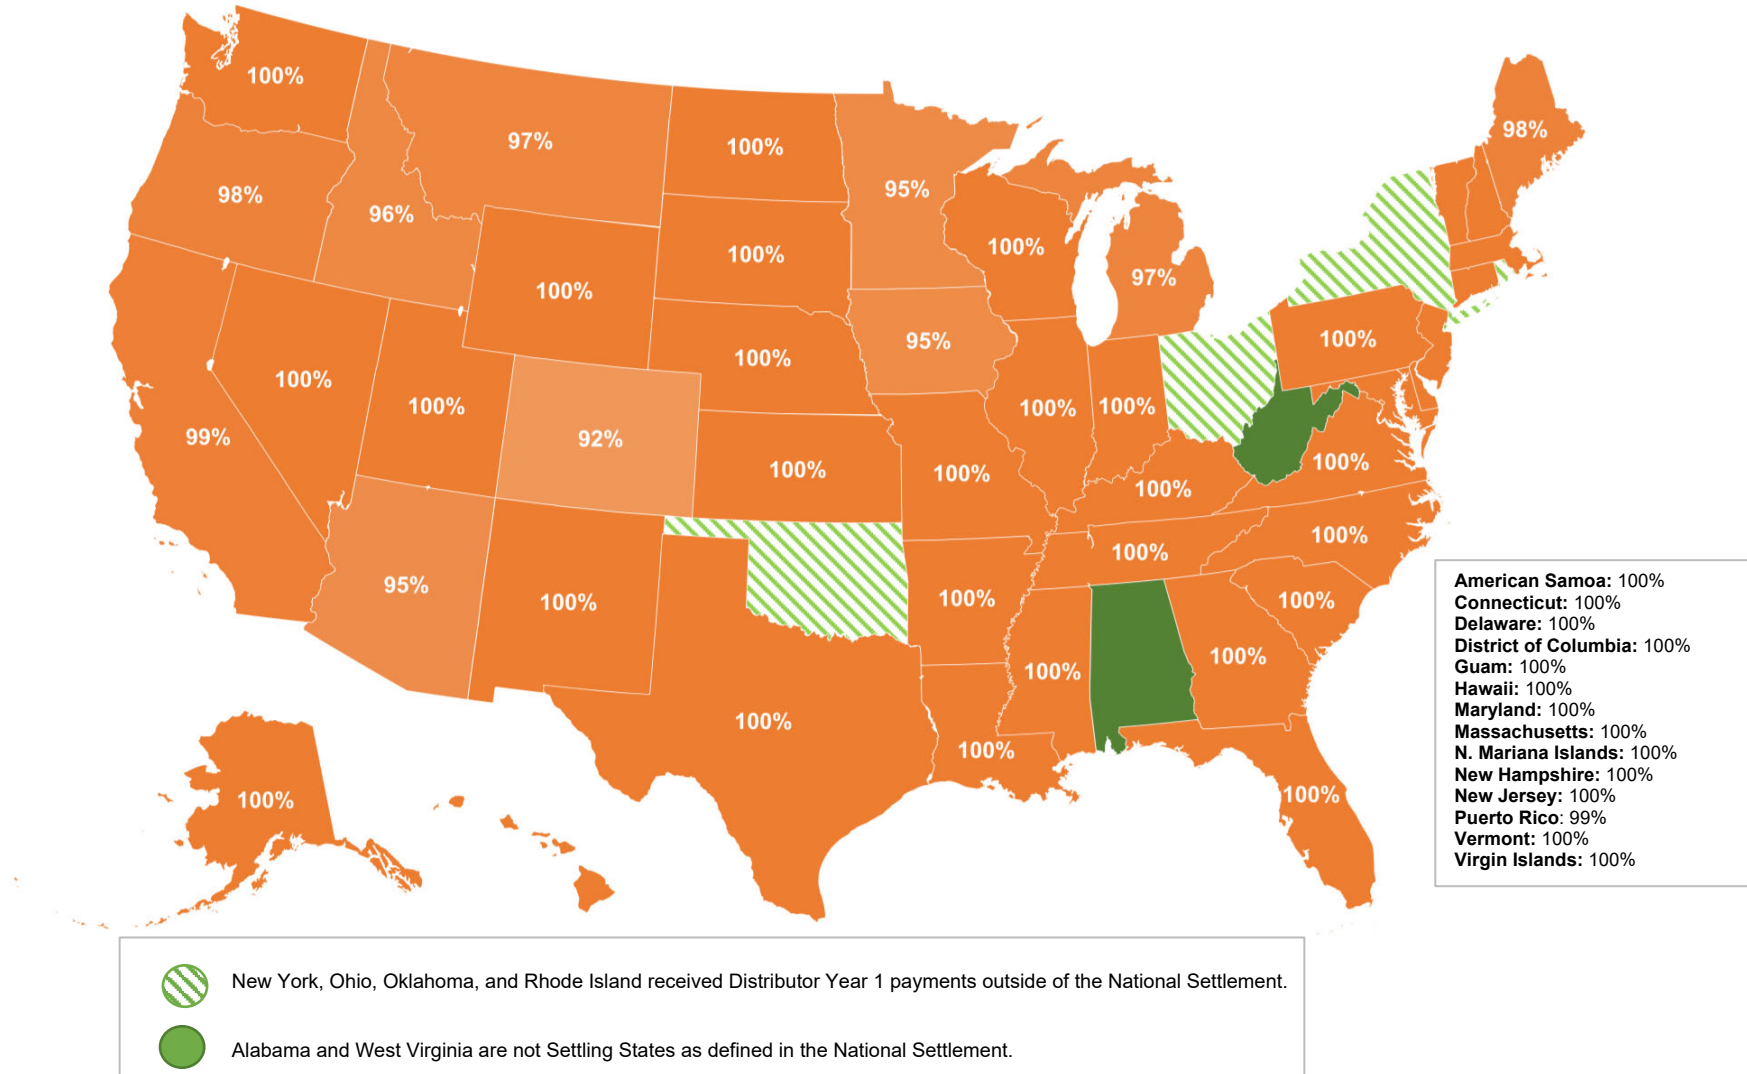 100%
98%
97%
100%
98%
95%
96%
100%
100%
97%
100%
100%
95%
100%
100%
100%
100%
100%
100%
99%
92%
100%
100%
100%
100%
100%
100%
100%
95%
100%
100%
100%
100%
100%
100%
100%
100%
100%
100%
American Samoa: 100%
Connecticut: 100%
Delaware: 100%
District of Columbia: 100%
Guam: 100%
Hawaii: 100%
Maryland: 100%
Massachusetts: 100%
N. Mariana Islands: 100%
New Hampshire: 100%
New Jersey: 100%
Puerto Rico: 99%
Vermont: 100%
Virgin Islands: 100%
New York, Ohio, Oklahoma, and Rhode Island received Distributor Year 1 payments outside of the National Settlement.
Alabama and West Virginia are not Settling States as defined in the National Settlement.